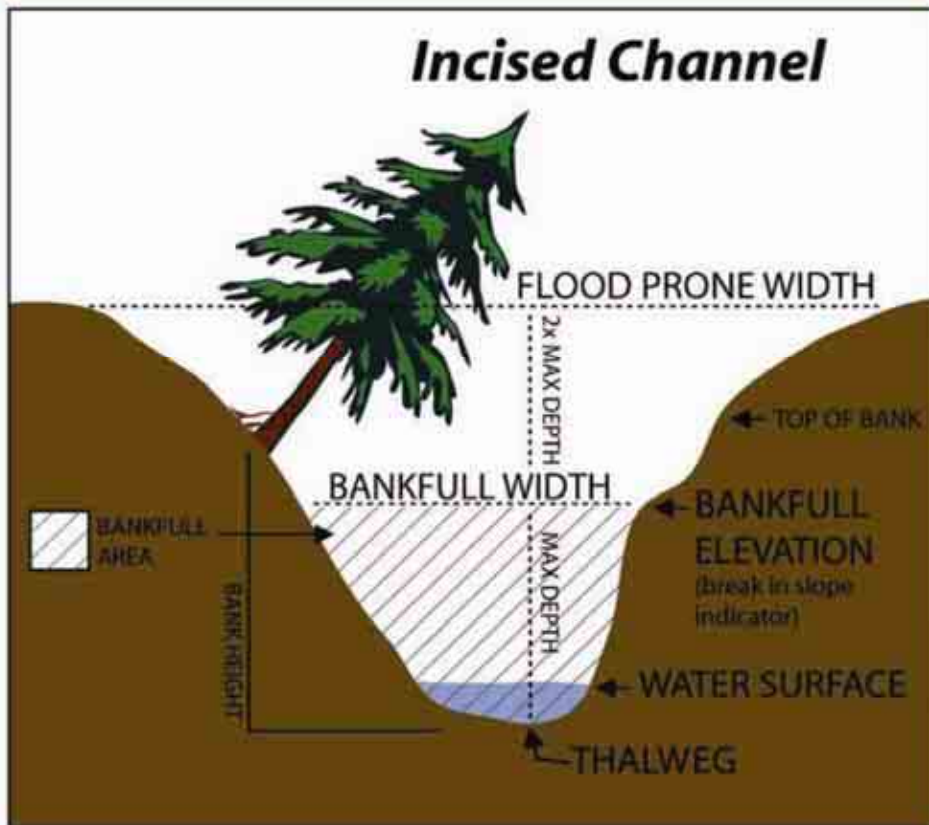 Incised Channel
FLOOD PRONE WIDTH
2x MAX DEPTH
TOP OF BANK
BANKFULL WIDTH
BANKFULL
ELEVATION
(break in slope
indicator)
BANKFULL
AREA
MAX DEPTH
BANK HEIGHT
WATER SURFACE
THALWEG